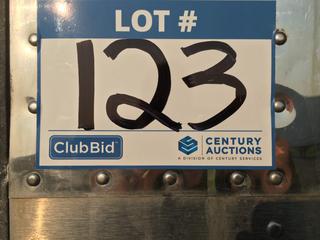 LOT #
123
ClubBid
CENTURY
AUCTIONS
A DIVISION OF CENTURY SERVICES